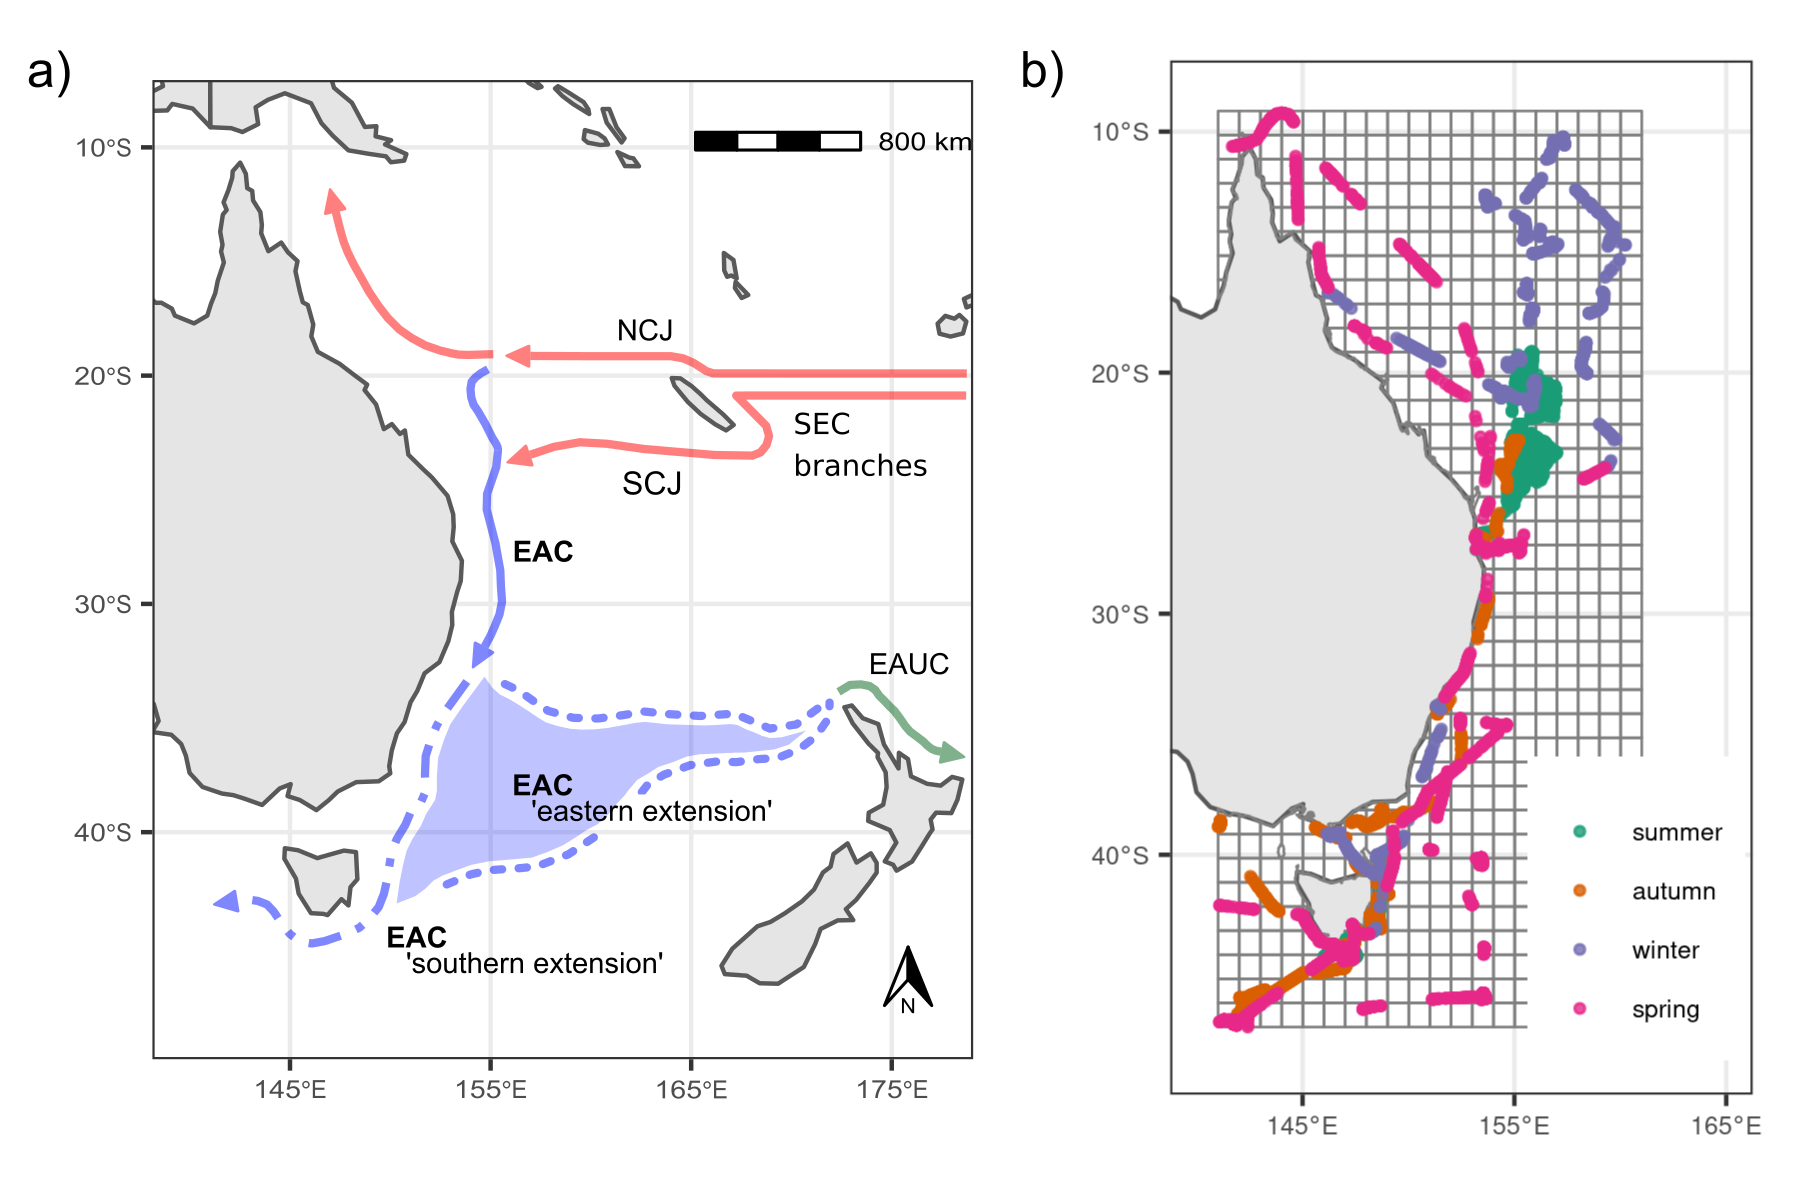 a)
10°S
20°S
30°S
40°S
145°E
155°E
165°E
175°E
800 km
NCJ
SEC
branches
SCJ
EAC
EAUC
EAC
'eastern extension'
EAC
'southern extension'
N
b)
10°S
20°S
30°S
40°S
145°E
155°E
165°E
summer
autumn
winter
spring